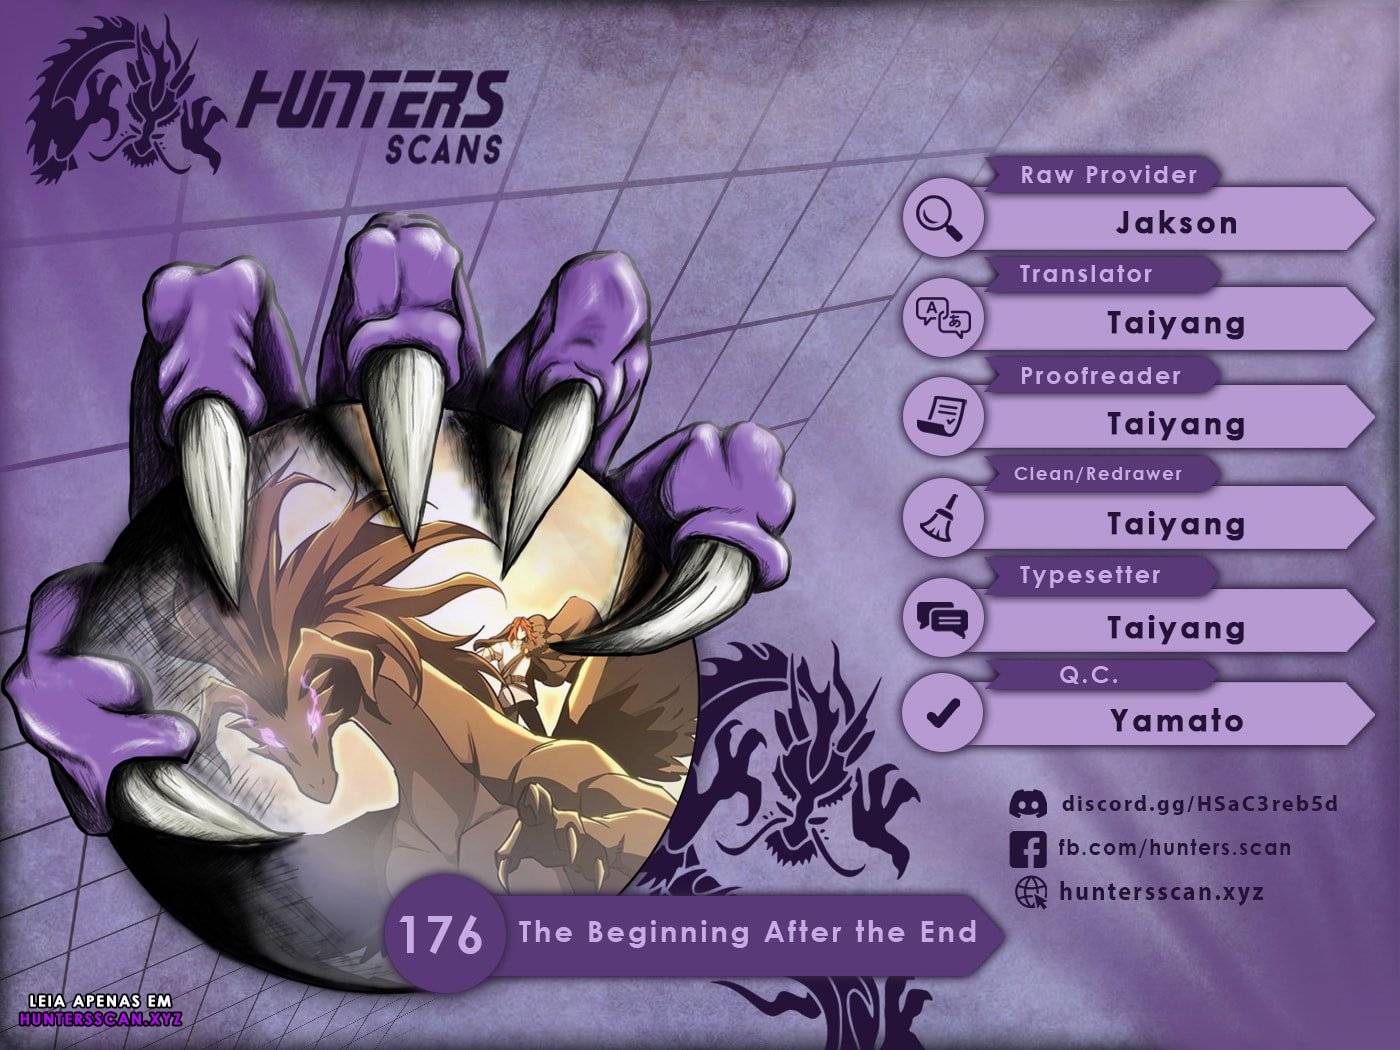 HUNTERS
SCANS
Raw Provider
Jakson
Translator
Taiyang
Proofreader
Taiyang
Clean/Redrawer
Taiyang
Typesetter
Taiyang
Q.C.
Yamato
discord.gg/HSaC3reb5d
fb.com/hunters.scan
huntersscan.xyz
176 The Beginning After the End
LEIA APENAS EM
HUNTERSSCAN.XYZ